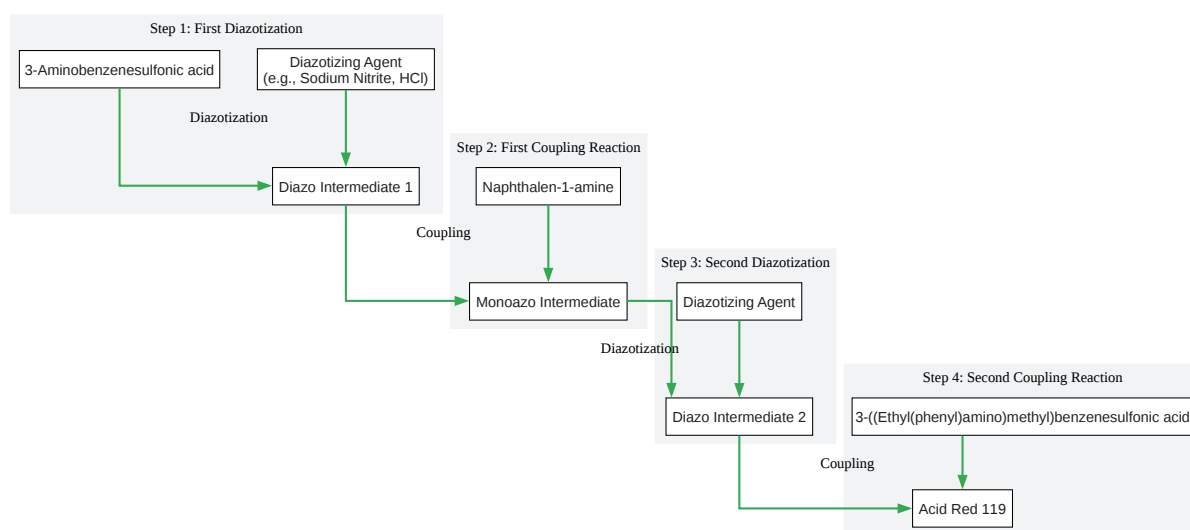 Step 1: First Diazotization
3-Aminobenzenesulfonic acid
Diazotizing Agent
(e.g., Sodium Nitrite, HCl)
Diazotization
Diazo Intermediate 1
Step 2: First Coupling Reaction
Naphthalen-1-amine
Coupling
Monoazo Intermediate
Step 3: Second Diazotization
Diazotizing Agent
Diazotization
Diazo Intermediate 2
Step 4: Second Coupling Reaction
3-((Ethyl(phenyl)amino)methyl)benzenesulfonic acid
Coupling
Acid Red 119